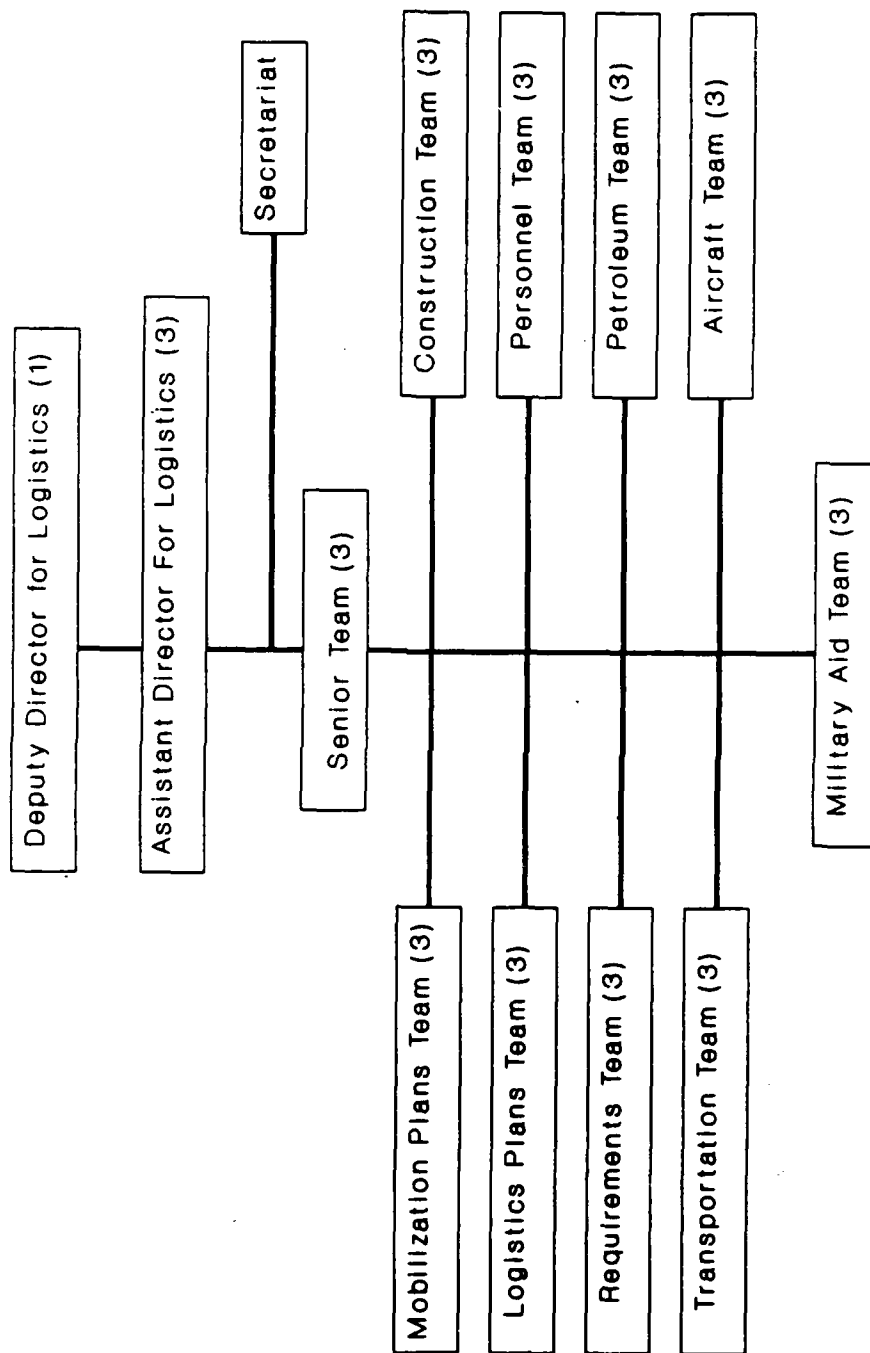 Deputy Director for Logistics (1)
Assistant Director For Logistics (3)
Secretariat
Senior Team (3)
Mobilization Plans Team (3)
Construction Team (3)
Logistics Plans Team (3)
Personnel Team (3)
Requirements Team (3)
Petroleum Team (3)
Transportation Team (3)
Aircraft Team (3)
Military Aid Team (3)